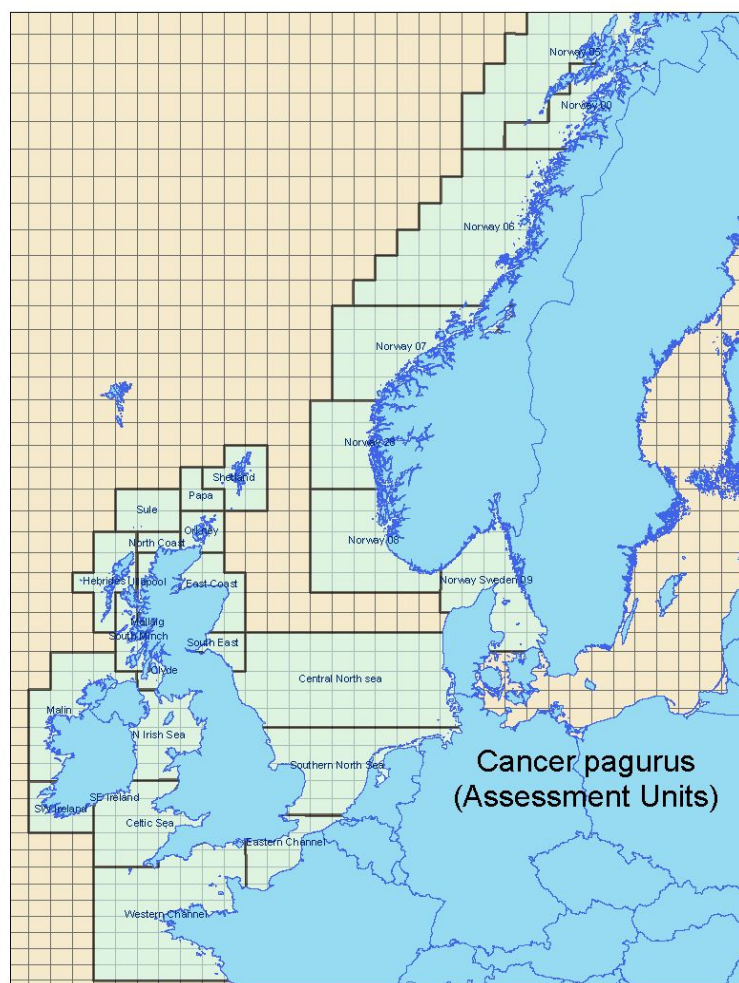 Norway 05
Norway 00
Norway 06
Norway 07
Norway 28
Shetland
Papa
Sule
Orkney
North Coast
Norway 08
Hebrides
Ullapool
East Coast
Norway Sweden 09
Mallaig
South Minch
South East
Clyde
Central North sea
Malin
N Irish Sea
Southern North Sea
Cancer pagurus
(Assessment Units)
SE Ireland
SW Ireland
Celtic Sea
Eastern Channel
Western Channel